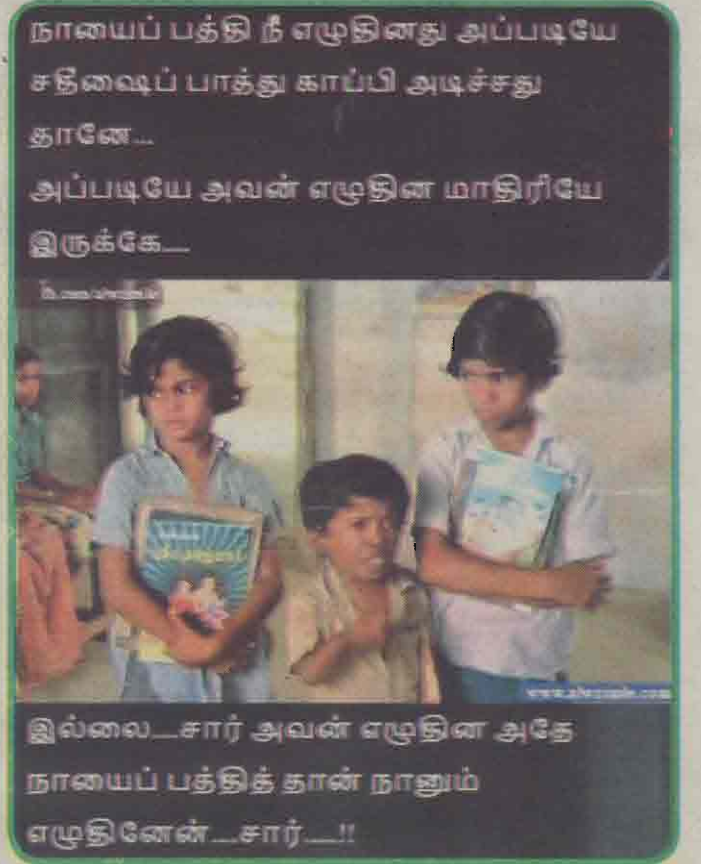 நாயைப் பத்தி நீ எழுதினது அப்படியே
சதீஷைப் பாத்து காப்பி அடிச்சது
தானே...
அப்படியே அவன் எழுதின மாதிரியே
இருக்கே....
இல்லை....சார் அவன் எழுதின அதே
நாயைப் பத்தித் தான் நானும்
எழுதினேன்....சார்....!!